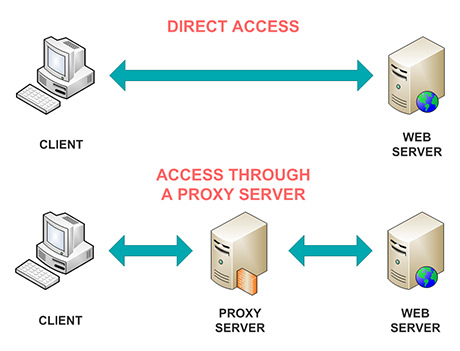 DIRECT ACCESS
CLIENT
WEB
SERVER
ACCESS THROUGH
A PROXY SERVER
CLIENT
PROXY
SERVER
WEB
SERVER